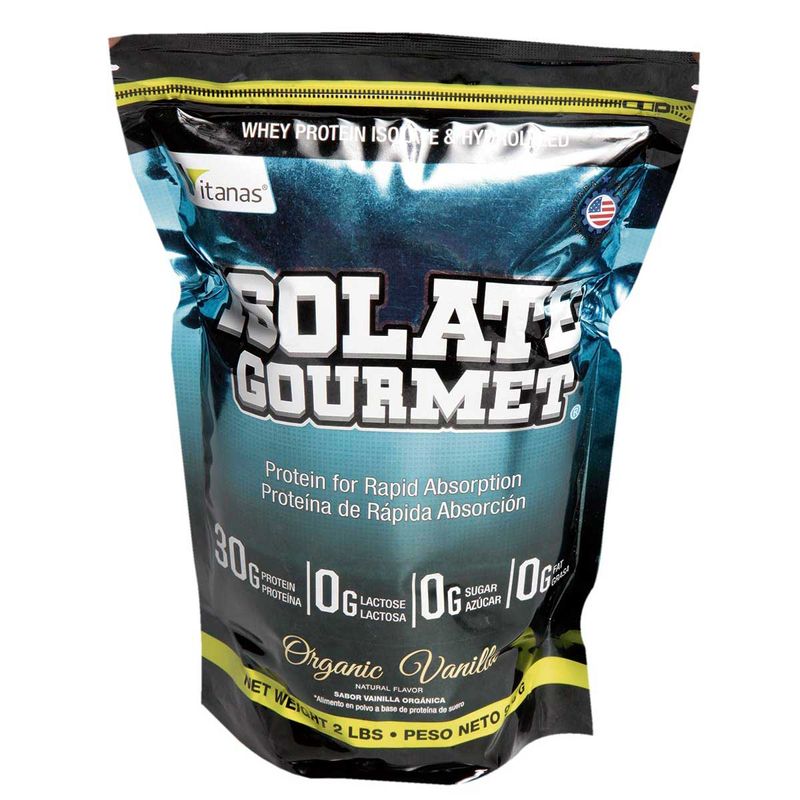 WHEY PROTEIN ISOLATE & HYDROLIZED
Vitanas®
ISOLATE
GOURMET®
Protein for Rapid Absorption
Proteína de Rápida Absorción
30G PROTEIN PROTEÍNA
0G LACTOSE LACTOSA
0G SUGAR AZÚCAR
0G FAT GRASA
Organic Vanilla
NATURAL FLAVOR
SABOR VAINILLA ORGÁNICA
*Alimento en polvo a base de proteína de suero
NET WEIGHT 2 LBS • PESO NETO G